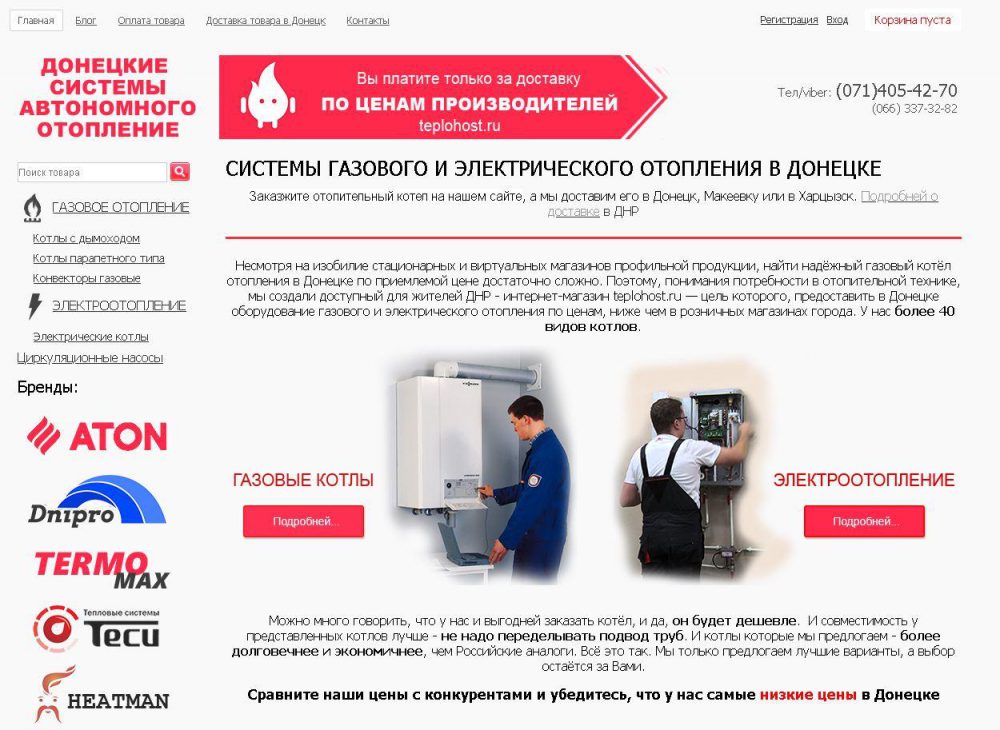 Главная Блог Оплата товара Доставка товара в Донецк Контакты Регистрация Вход Корзина пуста
ДОНЕЦКИЕ
СИСТЕМЫ
АВТОНОМНОГО
ОТОПЛЕНИЕ
Вы платите только за доставку
ПО ЦЕНАМ ПРОИЗВОДИТЕЛЕЙ
teplohost.ru
Тел/viber: (071)405-42-70
(066) 337-32-82
Поиск товара
ГАЗОВОЕ ОТОПЛЕНИЕ
Котлы с дымоходом
Котлы парапетного типа
Конвекторы газовые
ЭЛЕКТРООТОПЛЕНИЕ
Электрические котлы
Циркуляционные насосы
Бренды:
ATON
Dnipro
TERMO
MAX
Тепловые системы
Теси
HEATMAN
СИСТЕМЫ ГАЗОВОГО И ЭЛЕКТРИЧЕСКОГО ОТОПЛЕНИЯ В ДОНЕЦКЕ
Закажите отопительный котел на нашем сайте, а мы доставим его в Донецк, Макеевку или в Харцызск. Подробней о
доставке в ДНР
Несмотря на изобилие стационарных и виртуальных магазинов профильной продукции, найти надёжный газовый котёл
отопления в Донецке по приемлемой цене достаточно сложно. Поэтому, понимания потребности в отопительной технике,
мы создали доступный для жителей ДНР - интернет-магазин teplohost.ru — цель которого, предоставить в Донецке
оборудование газового и электрического отопления по ценам, ниже чем в розничных магазинах города. У нас более 40
видов котлов.
ГАЗОВЫЕ КОТЛЫ
Подробней...
ЭЛЕКТРООТОПЛЕНИЕ
Подробней...
Можно много говорить, что у нас и выгодней заказать котёл, и да, он будет дешевле. И совместимость у
представленных котлов лучше - не надо переделывать подвод труб. И котлы которые мы предлогаем - более
долговечнее и экономичнее, чем Российские аналоги. Всё это так. Мы только предлогаем лучшие варианты, а выбор
остаётся за Вами.
Сравните наши цены с конкурентами и убедитесь, что у нас самые низкие цены в Донецке